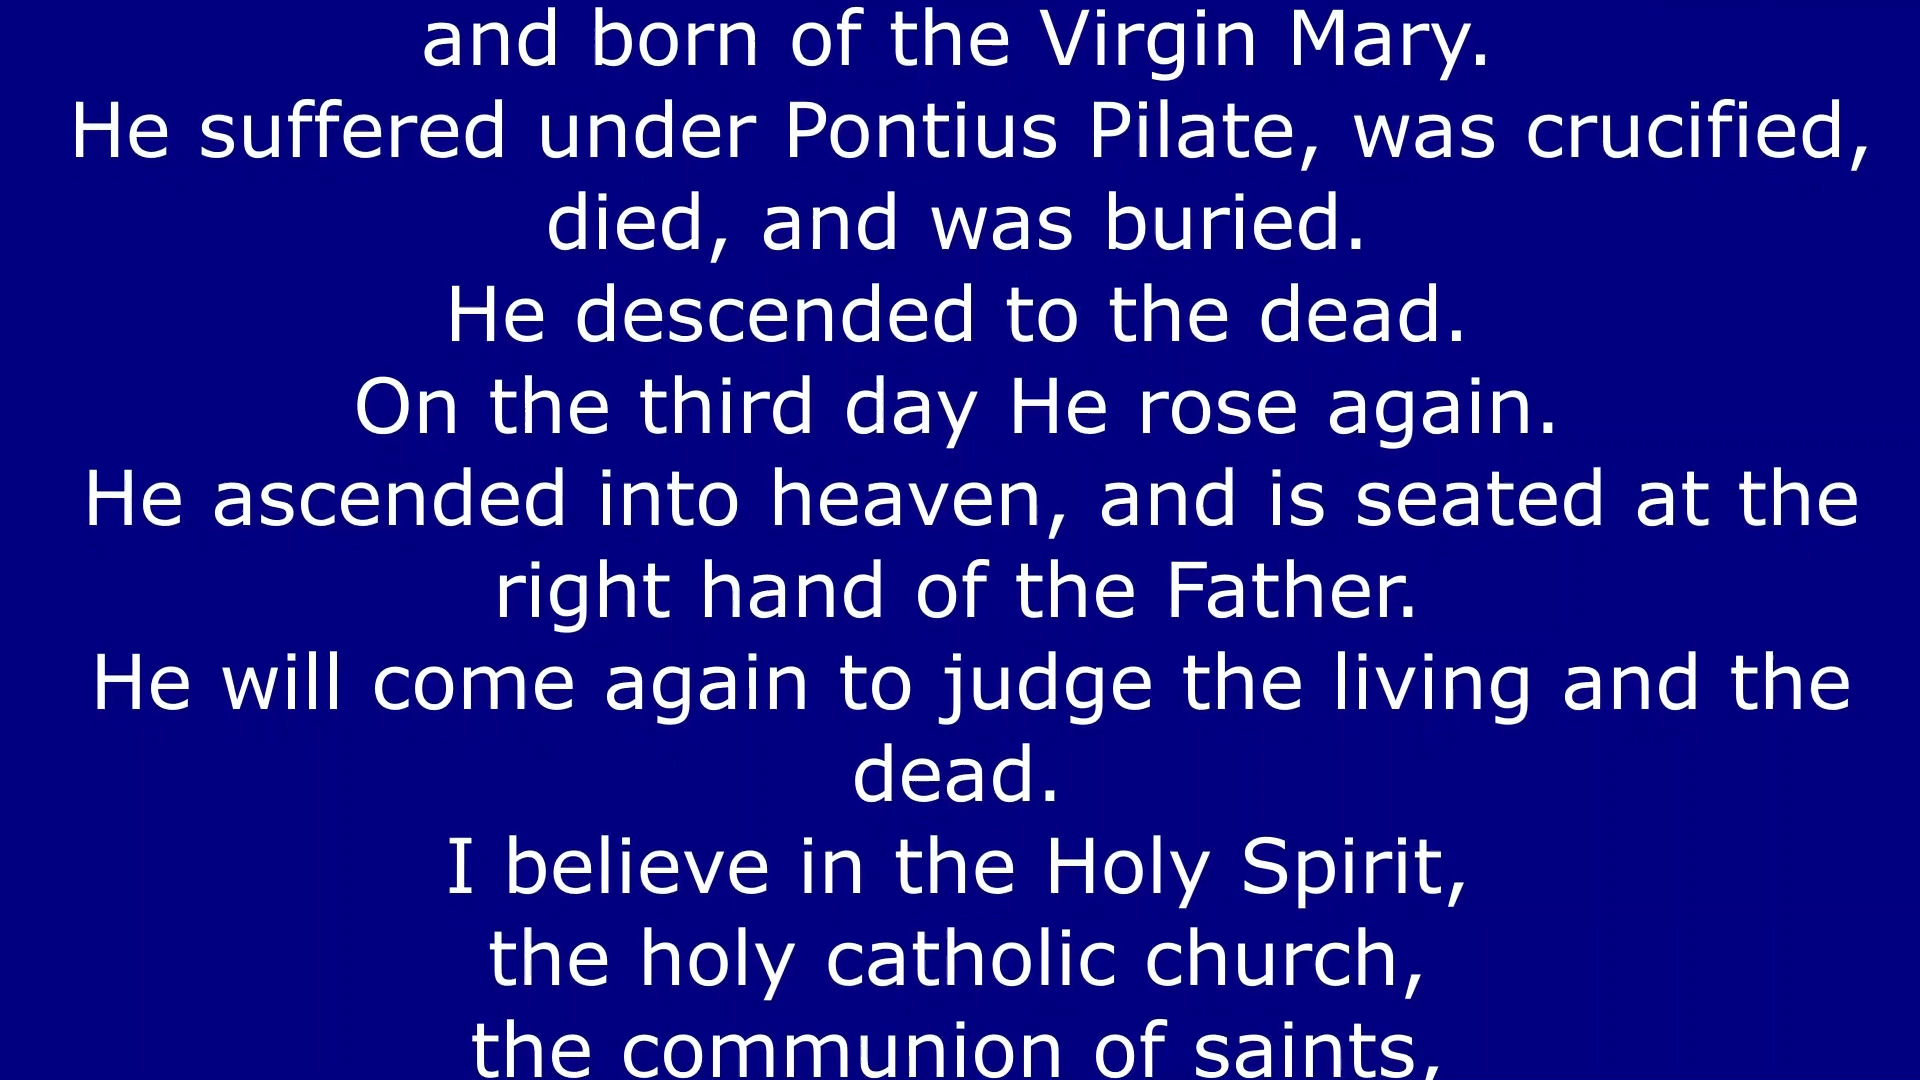 and born of the Virgin Mary.
He suffered under Pontius Pilate, was crucified,
died, and was buried.
He descended to the dead.
On the third day He rose again.
He ascended into heaven, and is seated at the
right hand of the Father.
He will come again to judge the living and the
dead.
I believe in the Holy Spirit,
the holy catholic church,
the communion of saints,